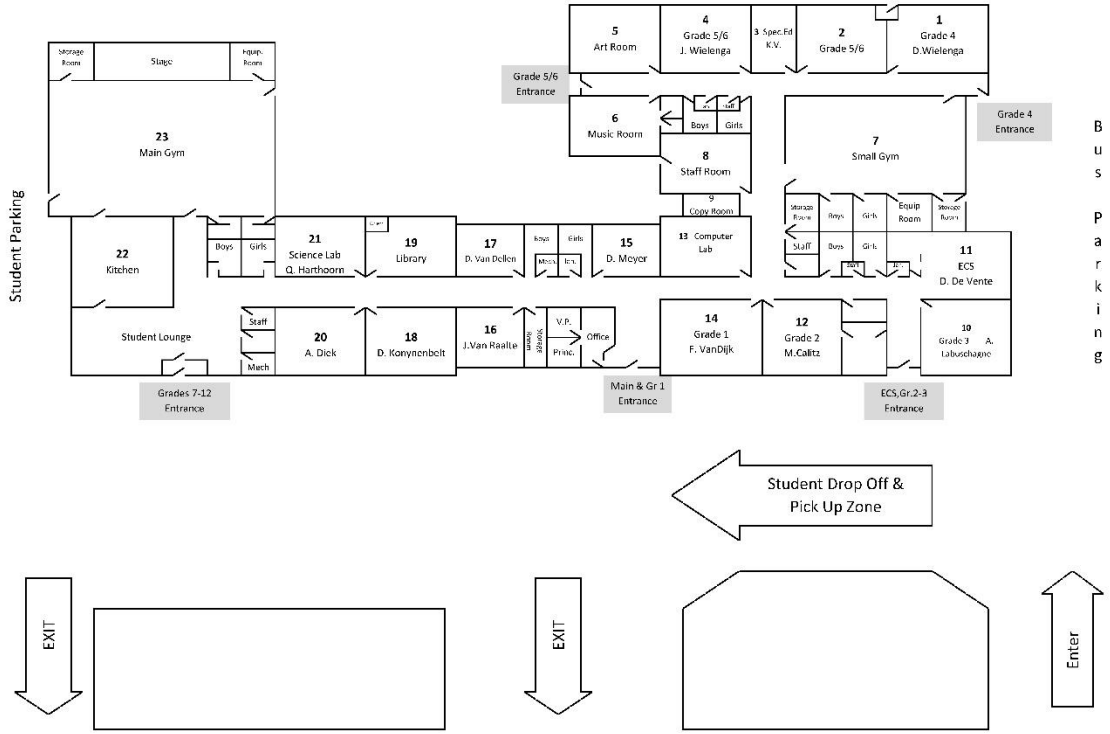 5
Art Room
4
Grade 5/6
J. Wielenga
3 Spec.Ed
K.V.
2
Grade 5/6
1
Grade 4
D.Wielenga
Storage
Room
Stage
Equip.
Room
Grade 5/6
Entrance
Grade 4
Entrance
23
Main Gym
6
Music Room
Staff
Boys
Girls
7
Small Gym
8
Staff Room
9
Copy Room
Bus Parking
Student Parking
Storage
Room
Boys
Girls
Equip
Room
Storage
Room
22
Kitchen
Boys
Girls
21
Science Lab
Q. Harthoorn
19
Library
17
D. Van Dellen
Boys
Girls
Mech.
Jan.
15
D. Meyer
13 Computer
Lab
Staff
Boys
Girls
Jan.
11
ECS
D. De Vente
Student Lounge
Staff
Mech
20
A. Diek
18
D. Konynenbelt
16
J.Van Raalte
Storage
Room
V.P.
Princ.
Office
14
Grade 1
F. VanDijk
12
Grade 2
M.Calitz
10
Grade 3 A.
Labuschagne
Grades 7-12
Entrance
Main & Gr 1
Entrance
ECS,Gr.2-3
Entrance
Student Drop Off &
Pick Up Zone
EXIT
EXIT
Enter